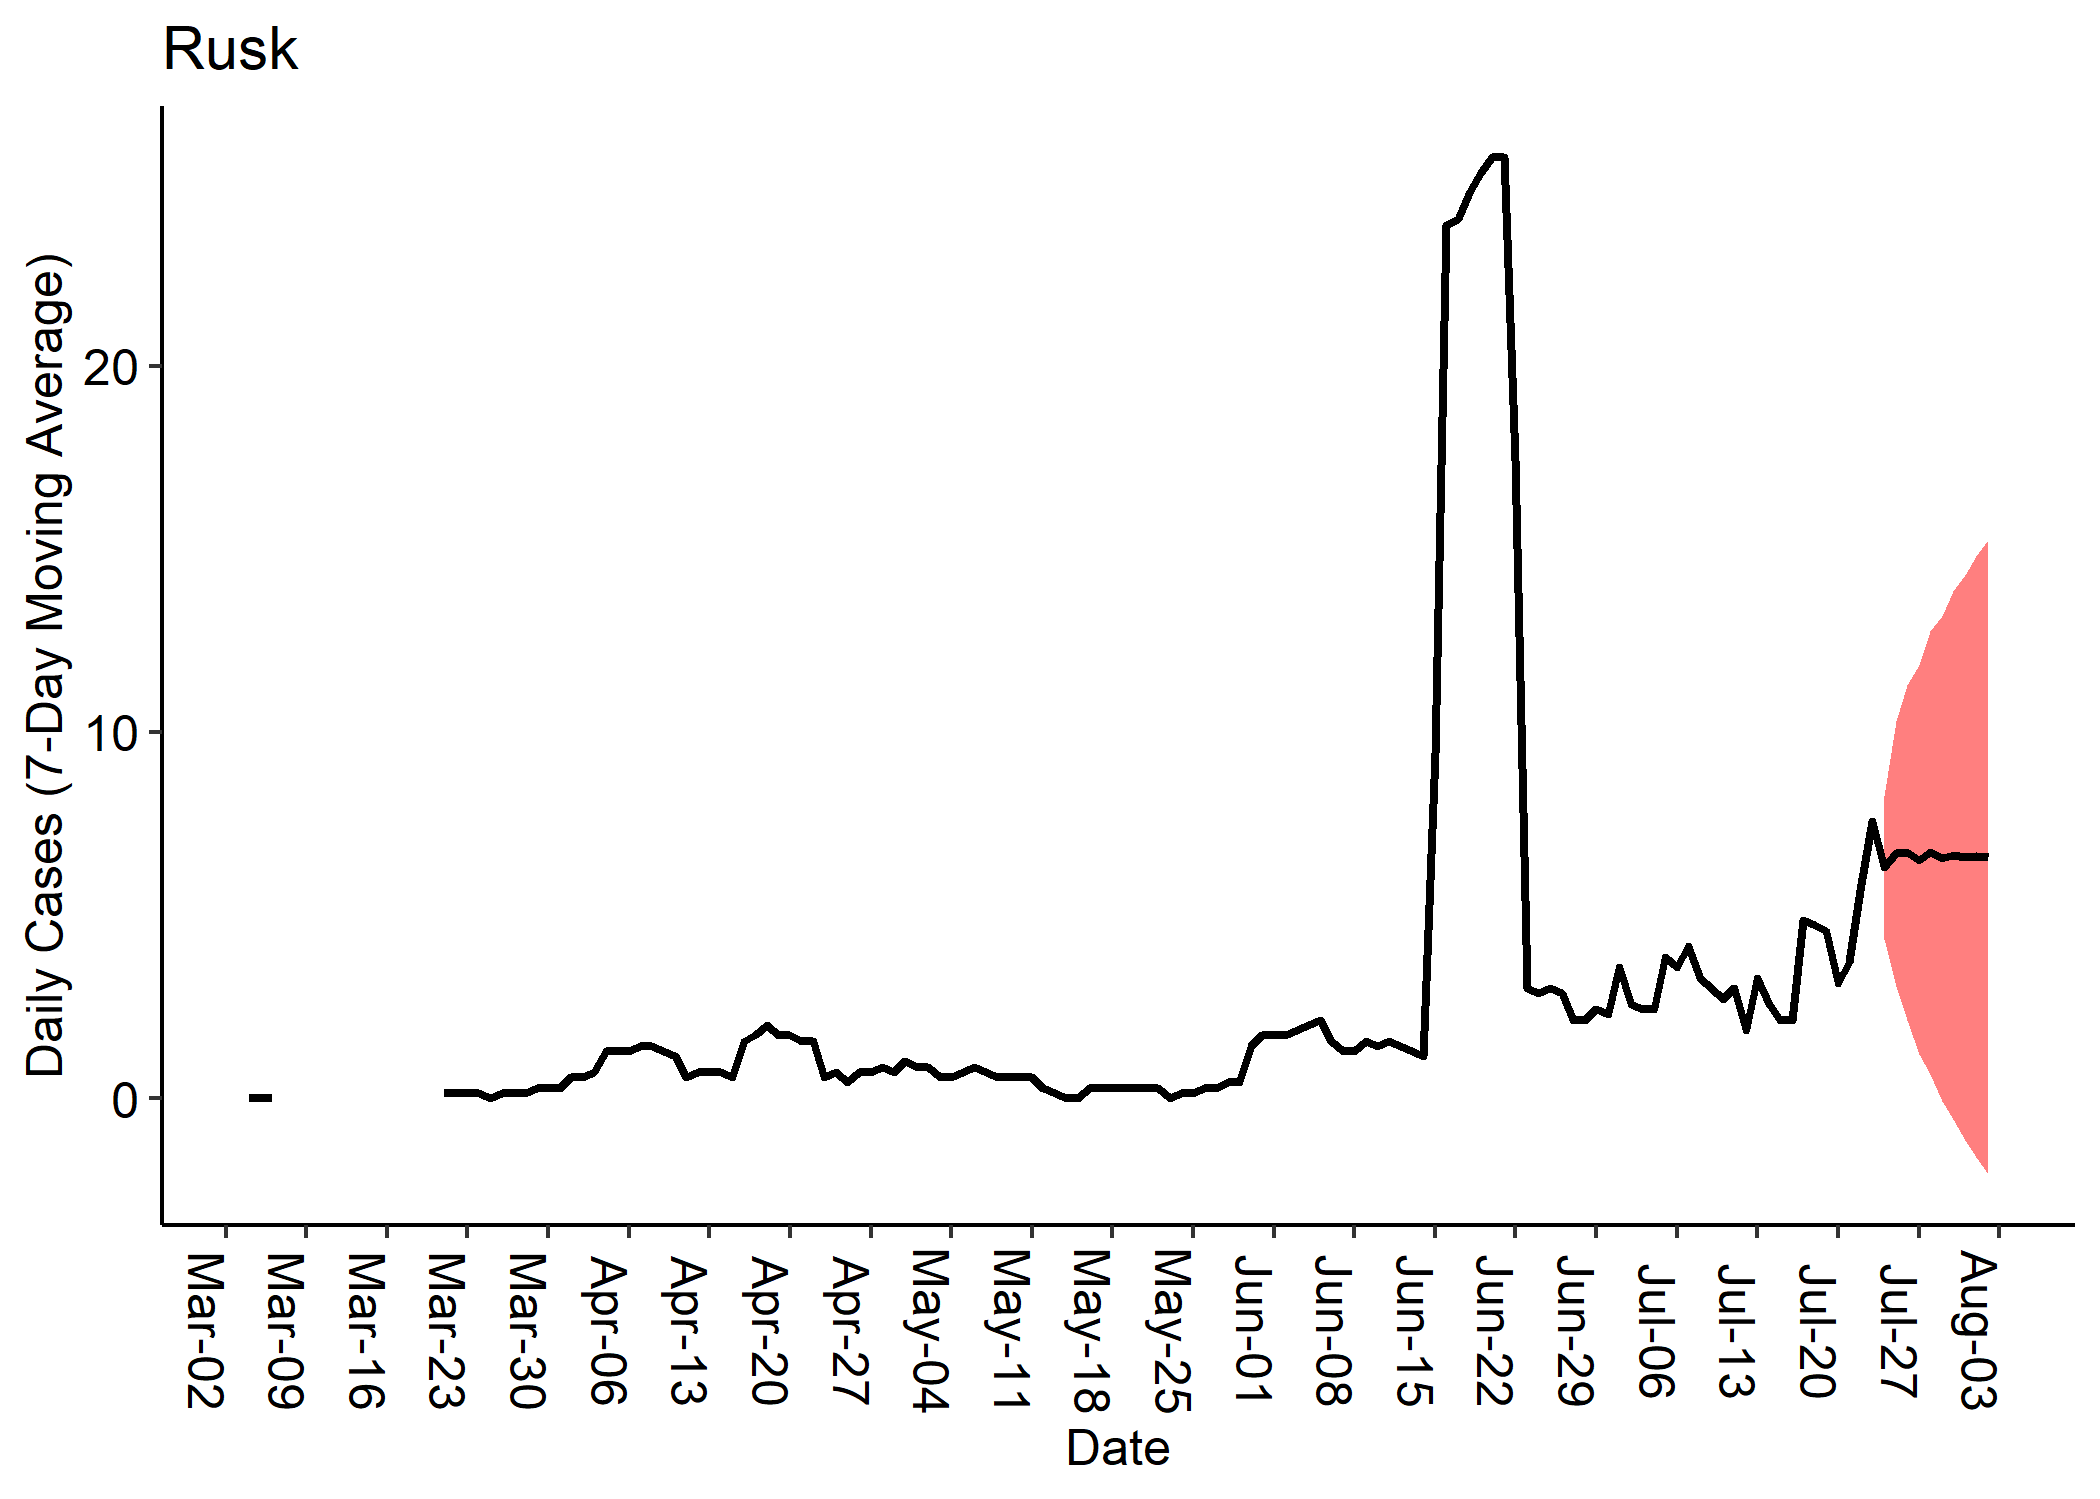 Rusk
Daily Cases (7-Day Moving Average)
20
10
0
Mar-02
Mar-09
Mar-16
Mar-23
Mar-30
Apr-06
Apr-13
Apr-20
Apr-27
May-04
May-11
May-18
May-25
Jun-01
Jun-08
Jun-15
Jun-22
Jun-29
Jul-06
Jul-13
Jul-20
Jul-27
Aug-03
Date